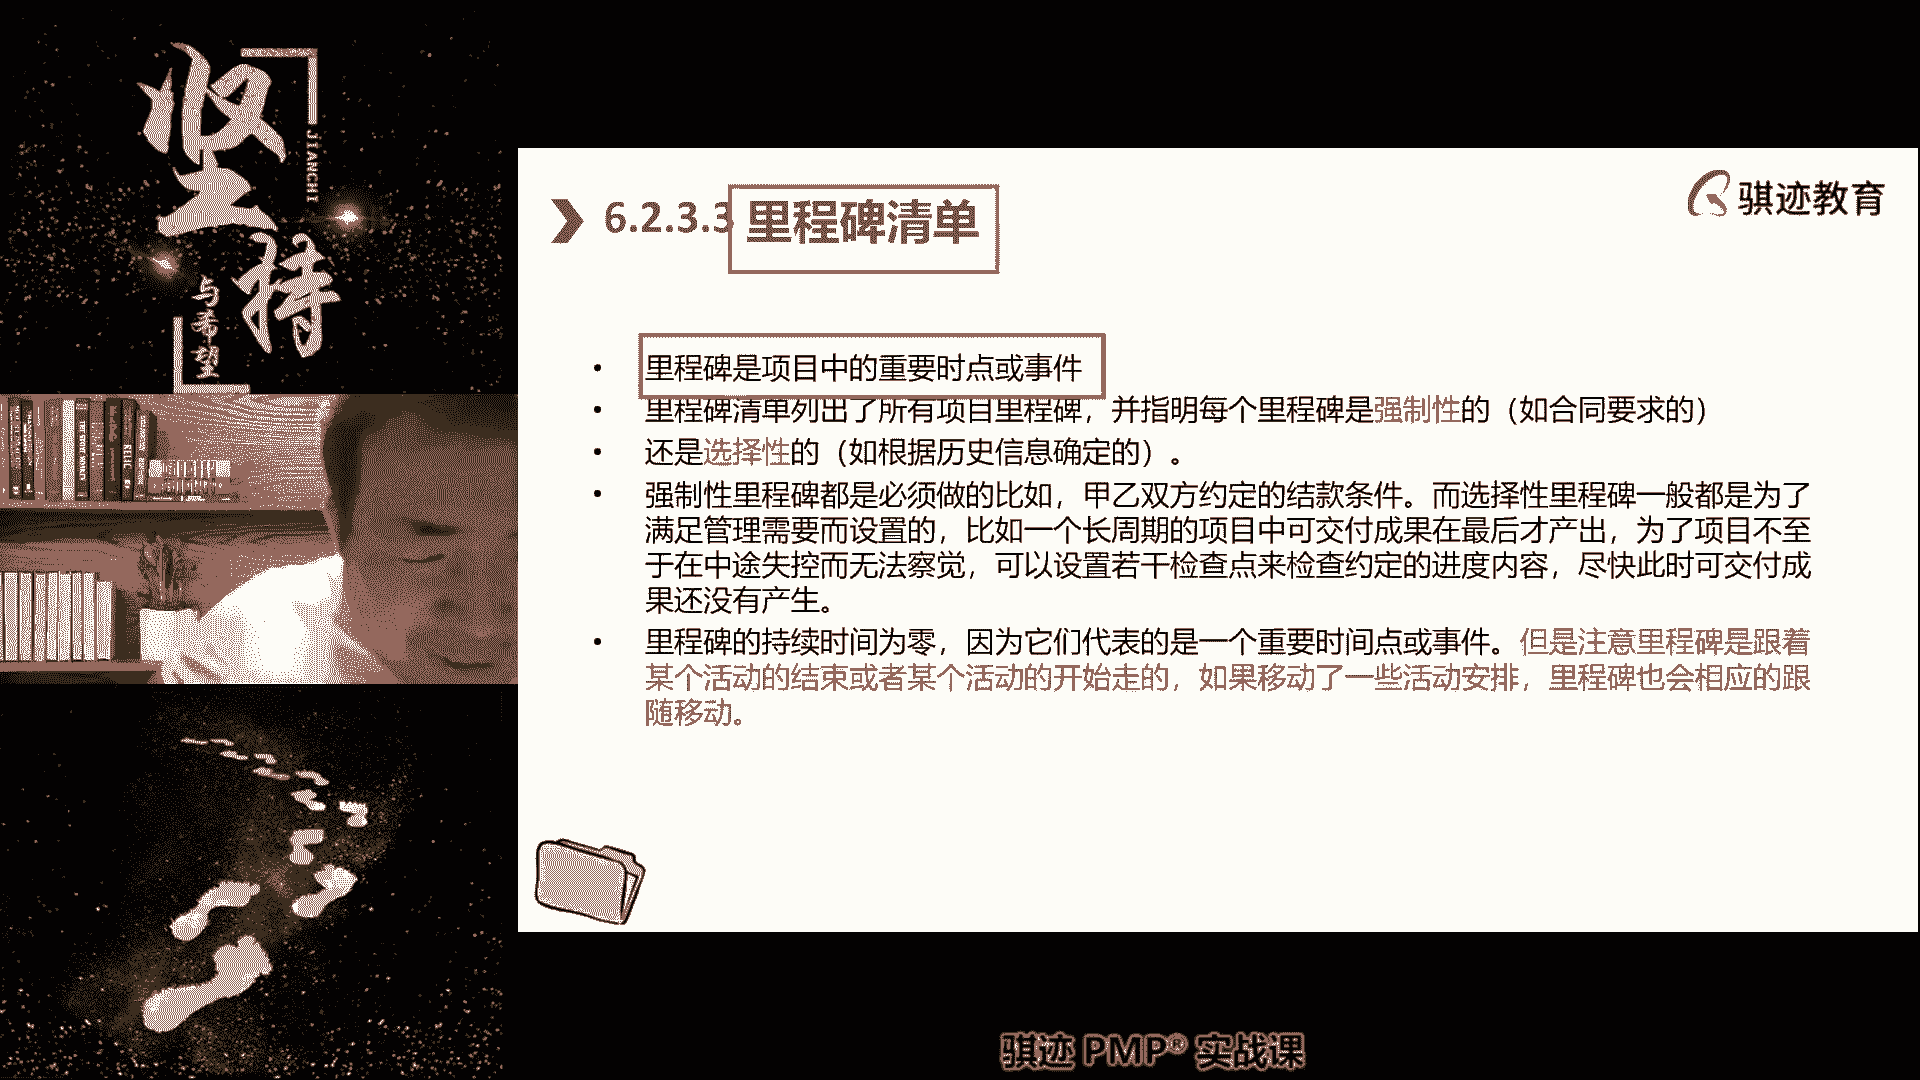 坚持
JIANCHI
与希望
骐迹教育
6.2.3.3 里程碑清单
• 里程碑是项目中的重要时点或事件
• 里程碑清单列出了所有项目里程碑，并指明每个里程碑是强制性的（如合同要求的）
• 还是选择性的（如根据历史信息确定的）。
• 强制性里程碑都是必须做的比如，甲乙双方约定的结款条件。而选择性里程碑一般都是为了
满足管理需要而设置的，比如一个长周期的项目中可交付成果在最后才产出，为了项目不至
于在中途失控而无法察觉，可以设置若干检查点来检查约定的进度内容，尽快此时可交付成
果还没有产生。
• 里程碑的持续时间为零，因为它们代表的是一个重要时间点或事件。但是注意里程碑是跟着
某个活动的结束或者某个活动的开始走的，如果移动了一些活动安排，里程碑也会相应的跟
随移动。
骐迹 PMP® 实战课